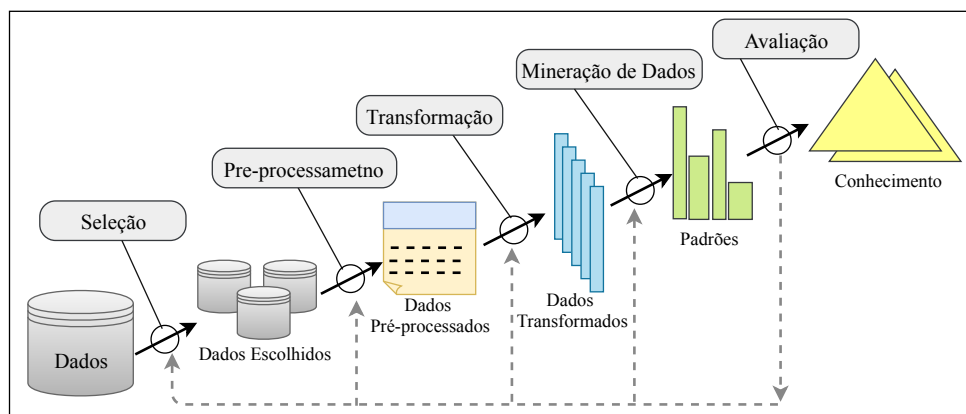 Avaliação
Mineração de Dados
Transformação
Pre-processametno
Seleção
Dados
Dados Escolhidos
Dados
Pré-processados
Dados
Transformados
Padrões
Conhecimento